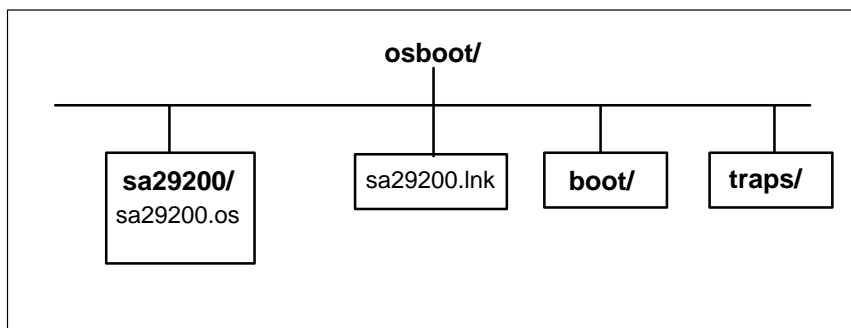 osboot/
sa29200/
sa29200.os
sa29200.lnk
boot/
traps/